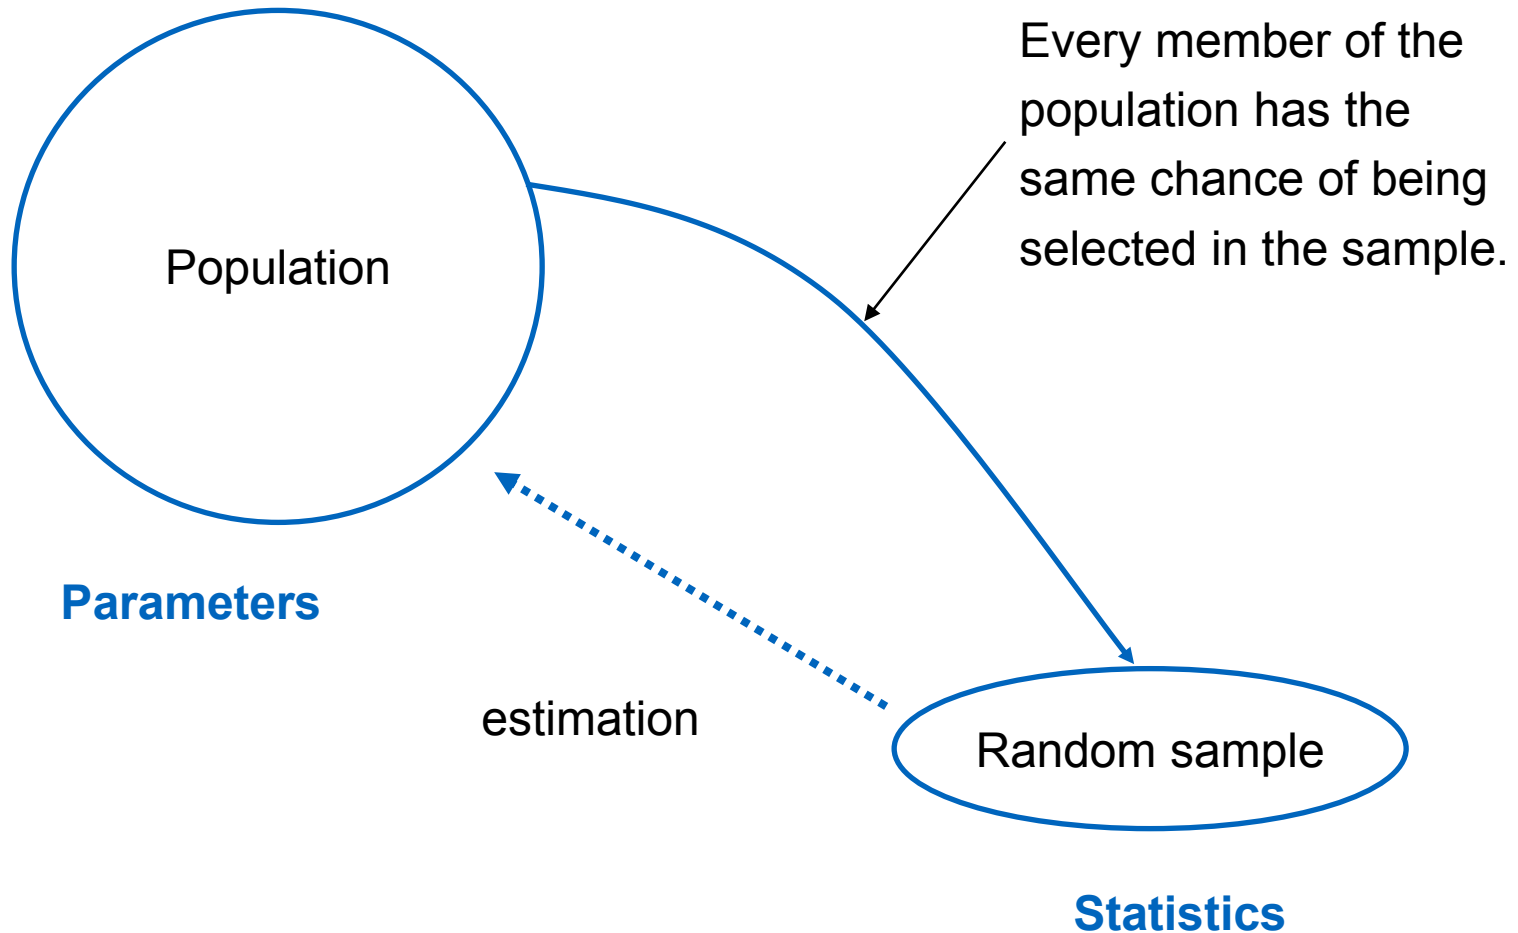 Every member of the
population has the
same chance of being
selected in the sample.
Population
Parameters
estimation
Random sample
Statistics